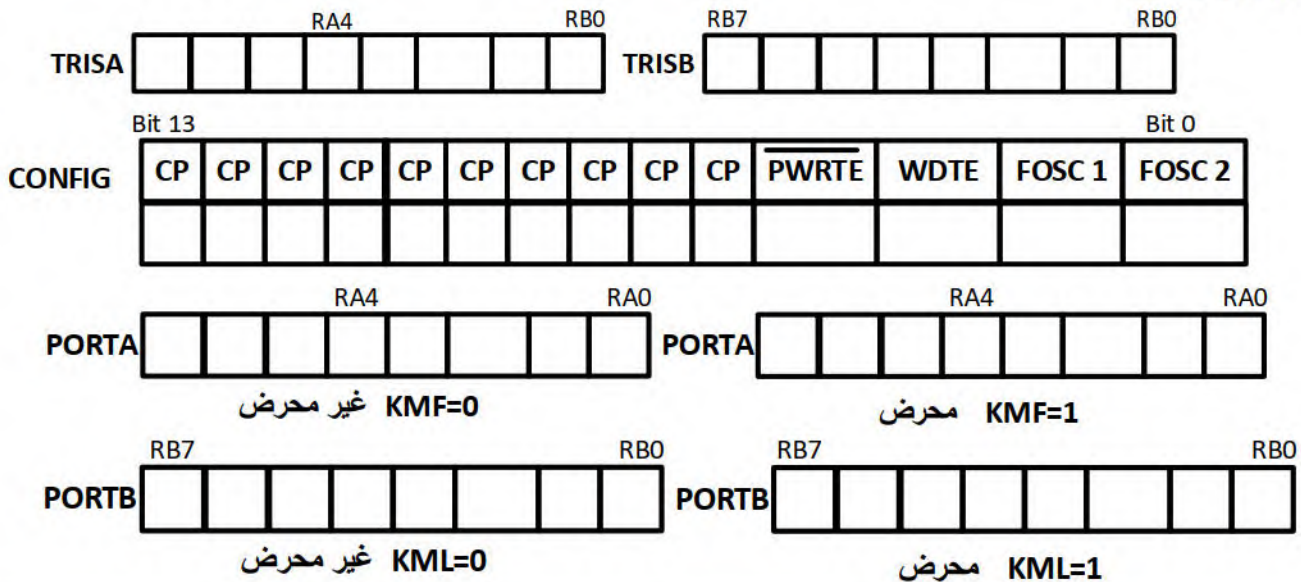 RA4 RB0 RB7 RB0
TRISA TRISB
Bit 13 Bit 0
CONFIG CP CP CP CP CP CP CP CP CP CP PWRTE WDTE FOSC 1 FOSC 2
RA4 RA0 RA4 RA0
PORTA PORTA
غير محرض KMF=0 محرض KMF=1
RB7 RB0 RB7 RB0
PORTB PORTB
غير محرض KML=0 محرض KML=1